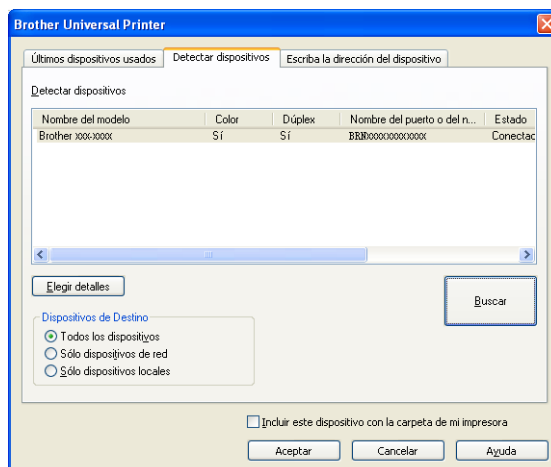 Brother Universal Printer
Últimos dispositivos usados Detectar dispositivos Escriba la dirección del dispositivo
Detectar dispositivos
Nombre del modelo Color Dúplex Nombre del puerto o del n... Estado
Brother XXX-XXXX Sí Sí BRNXXXXXXXXXXXX Conectac
Elegir detalles
Buscar
Dispositivos de Destino
Todos los dispositivos
Sólo dispositivos de red
Sólo dispositivos locales
Incluir este dispositivo con la carpeta de mi impresora
Aceptar Cancelar Ayuda